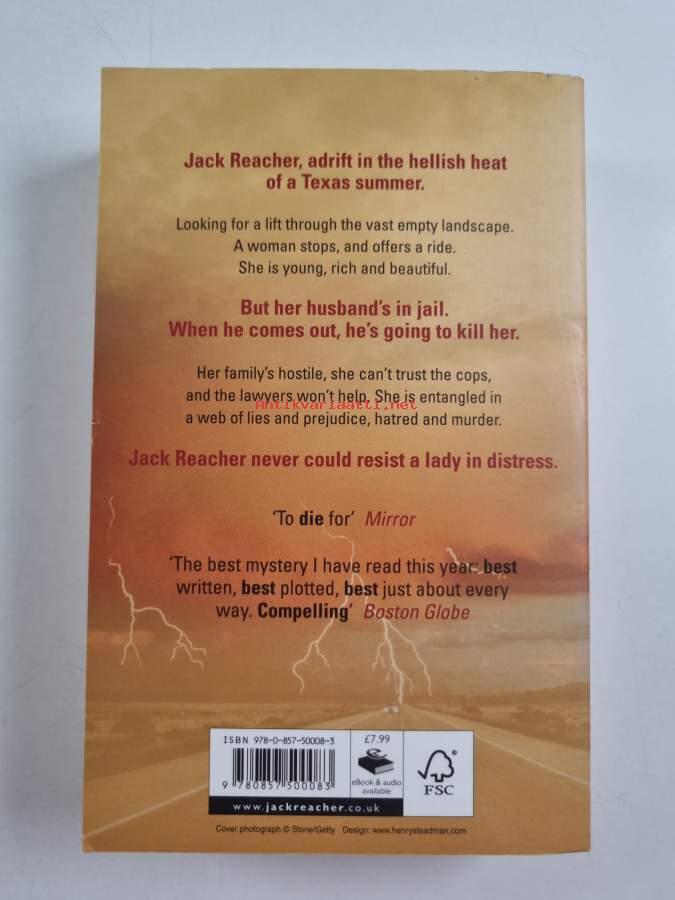 Jack Reacher, adrift in the hellish heat
of a Texas summer.
Looking for a lift through the vast empty landscape.
A woman stops, and offers a ride.
She is young, rich and beautiful.
But her husband's in jail.
When he comes out, he's going to kill her.
Her family's hostile, she can't trust the cops,
and the lawyers won't help. She is entangled in
Antikvariaatti.net
a web of lies and prejudice, hatred and murder.
Jack Reacher never could resist a lady in distress.
‘To die for’ Mirror
‘The best mystery I have read this year: best
written, best plotted, best just about every
way. Compelling’ Boston Globe
ISBN 978-0-857-50008-3
9 780857 500083
£7.99
e
eBook & audio
available
FSC
www.jackreacher.co.uk
Cover photograph © Stone/Getty Design: www.henrysteadman.com